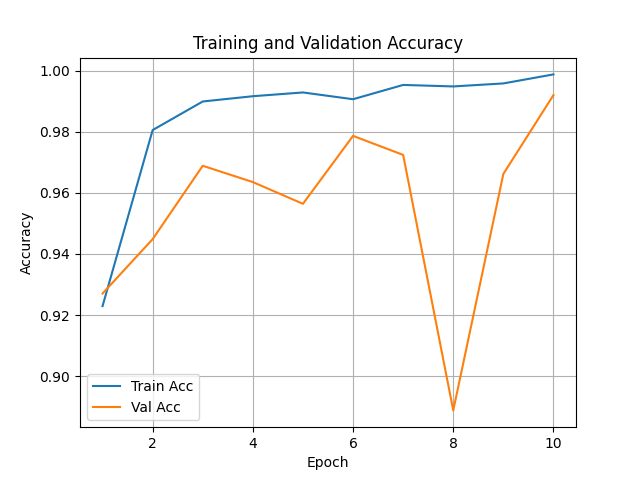 Training and Validation Accuracy
1.00
0.98
0.96
0.94
0.92
0.90
Accuracy
Train Acc
Val Acc
2
4
6
8
10
Epoch